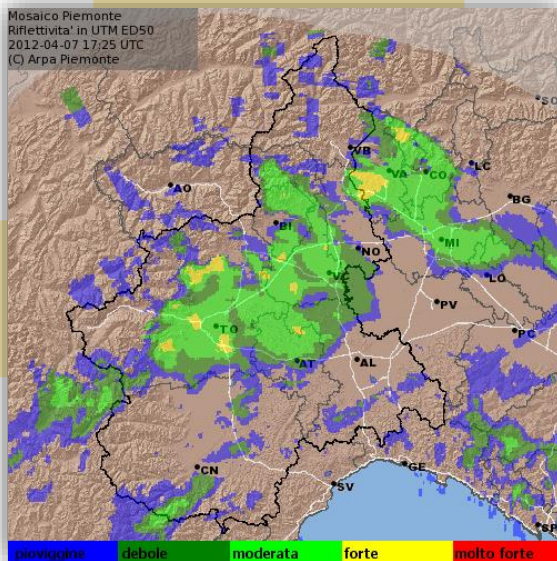 Mosaico Piemonte
Riflettivita' in UTM ED50
2012-04-07 17:25 UTC
(C) Arpa Piemonte
SO
VB
LC
VA
CO
AO
BG
BI
MI
NO
VC
LO
PV
TO
PC
AT
AL
CN
GE
SV
SP
pioviggine debole moderata forte molto forte